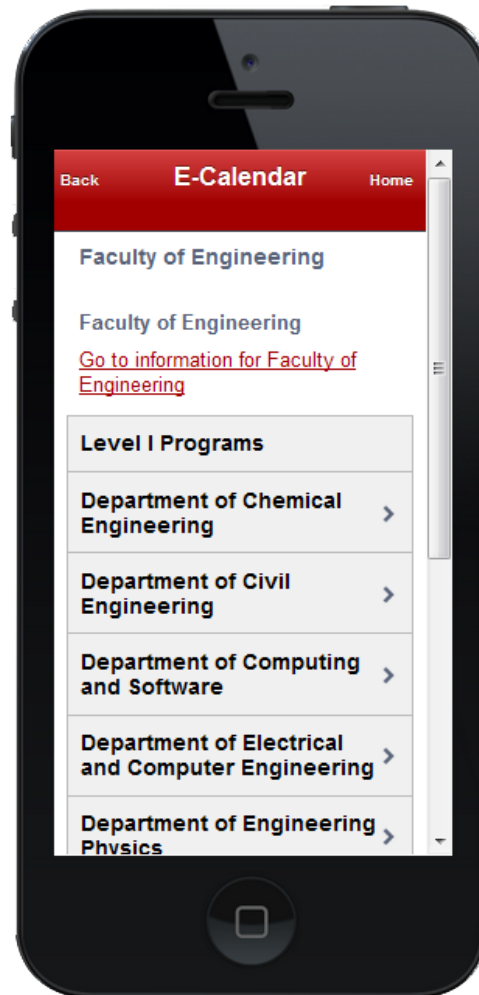 Back E-Calendar Home
Faculty of Engineering
Faculty of Engineering
Go to information for Faculty of
Engineering
Level I Programs
Department of Chemical
Engineering
Department of Civil
Engineering
Department of Computing
and Software
Department of Electrical
and Computer Engineering
Department of Engineering
Physics